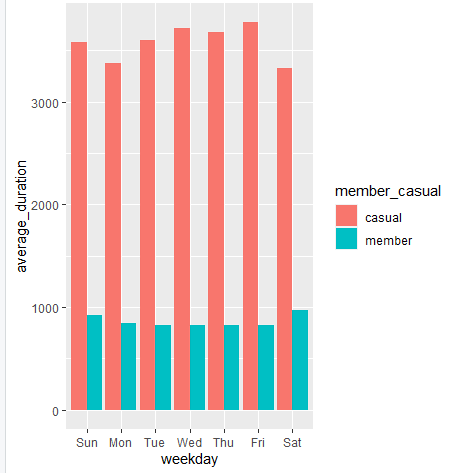 average_duration
3000
2000
1000
0
Sun Mon Tue Wed Thu Fri Sat
weekday
member_casual
casual
member